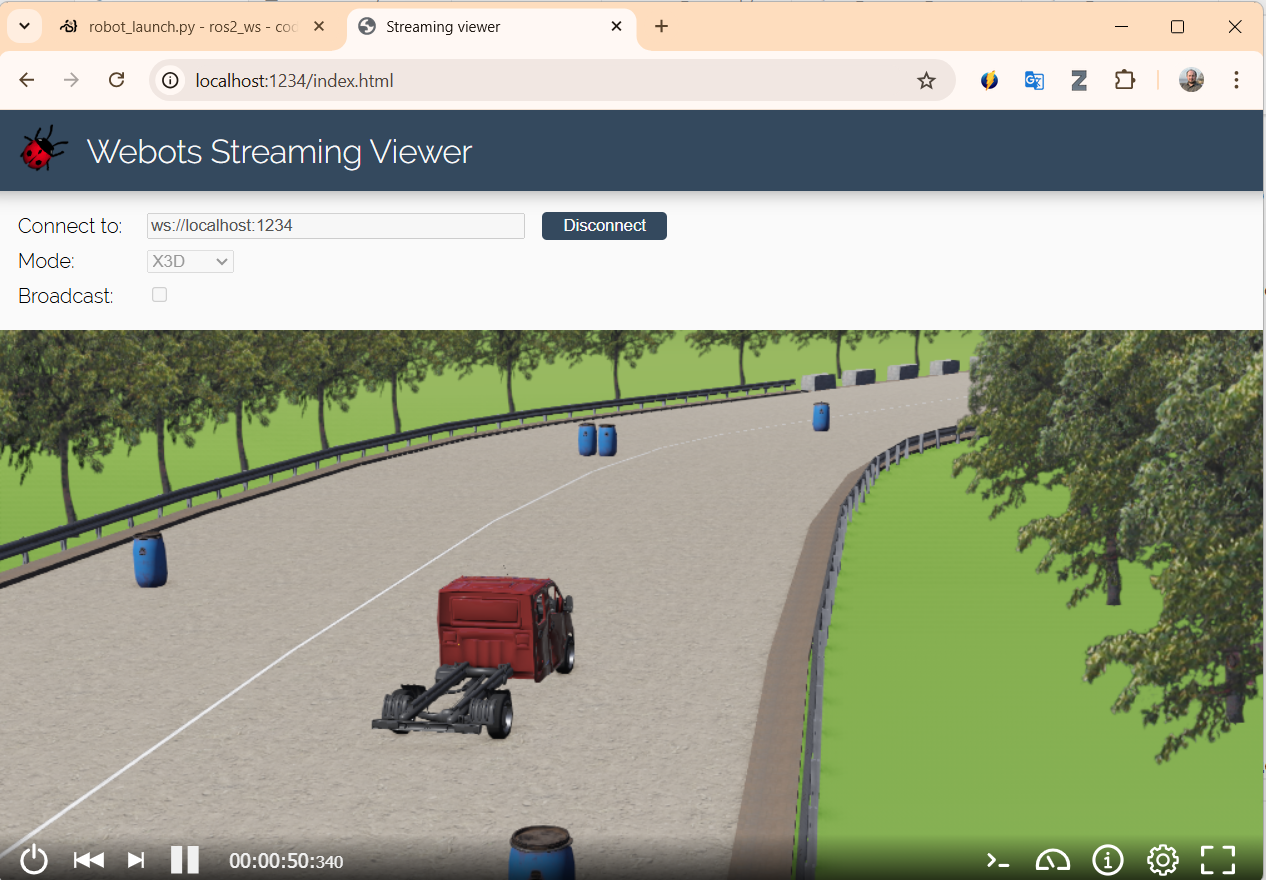 robot_launch.py - ros2_ws - coc
Streaming viewer
localhost:1234/index.html
Webots Streaming Viewer
Connect to: ws://localhost:1234 Disconnect
Mode: X3D
Broadcast:
00:00:50:340